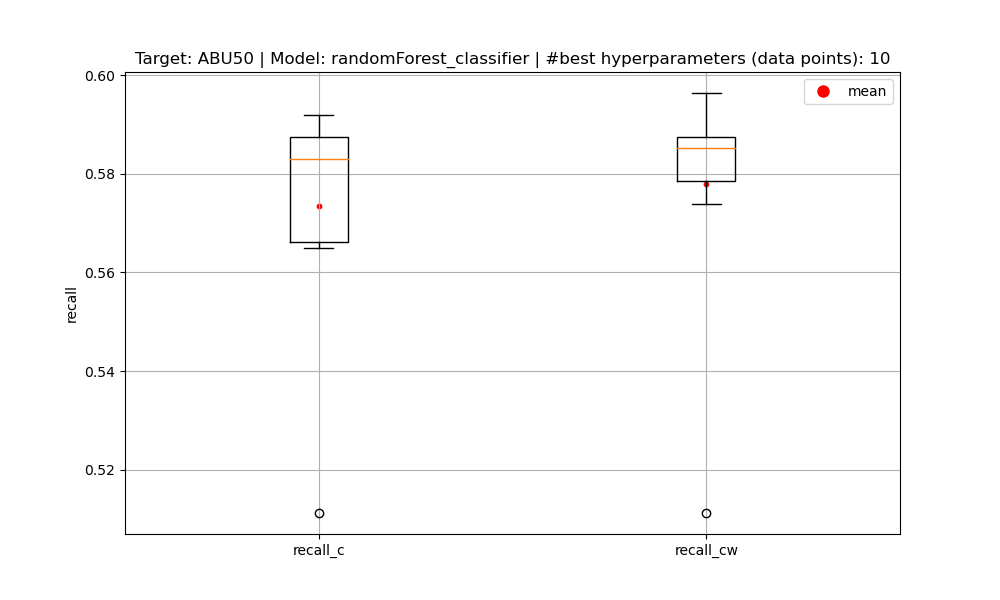 Target: ABU50 | Model: randomForest_classifier | #best hyperparameters (data points): 10
mean
0.60
0.58
0.56
0.54
0.52
recall
recall_c
recall_cw